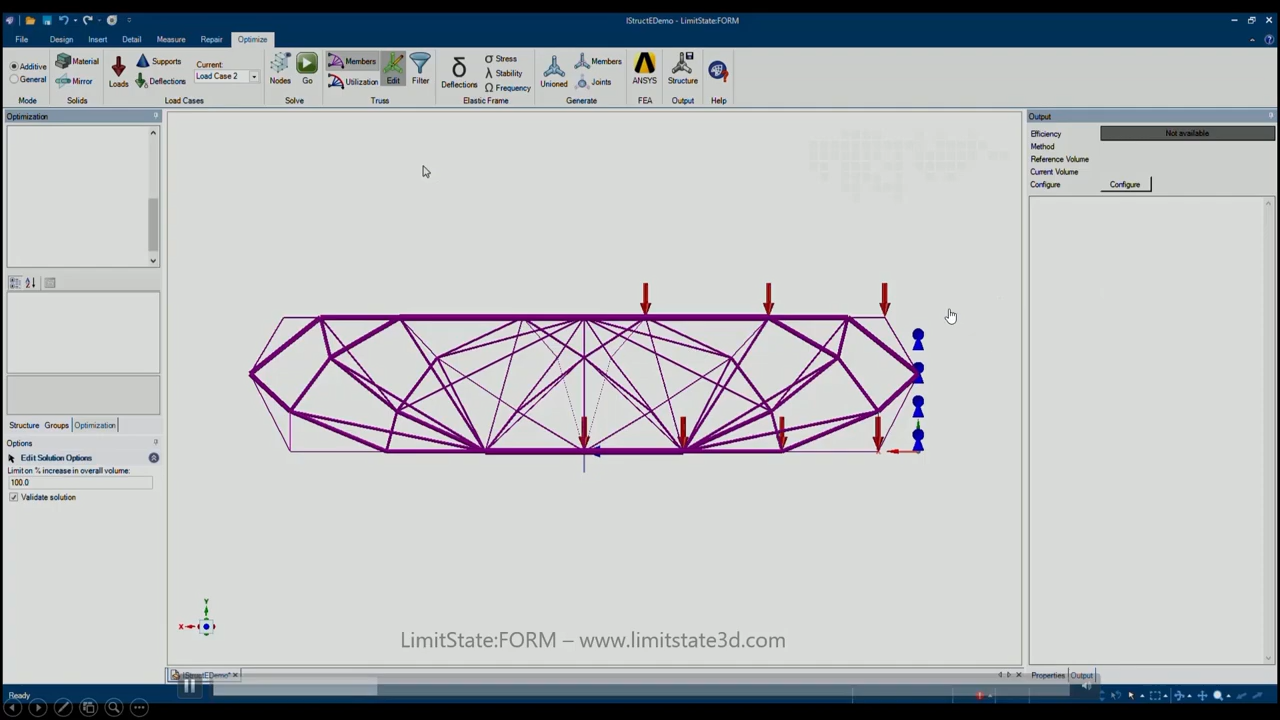 IStructEDemo - LimitState:FORM
File Design Insert Detail Measure Repair Optimize
Additive
General
Mode
Material
Mirror
Solids
Loads
Supports
Deflections
Current:
Load Case 2
Load Cases
Nodes
Go
Solve
Members
Utilization
Edit
Filter
Truss
Deflections
Stress
Stability
Frequency
Elastic Frame
Unioned
Members
Joints
Generate
ANSYS
FEA
Structure
Output
Help
Optimization
Structure Groups Optimization
Options
Edit Solution Options
Limit on % increase in overall volume:
100.0
Validate solution
Output
Efficiency Not available
Method
Reference Volume
Current Volume
Configure Configure
Y
X
LimitState:FORM – www.limitstate3d.com
IStructEDemo*
Properties Output
Ready